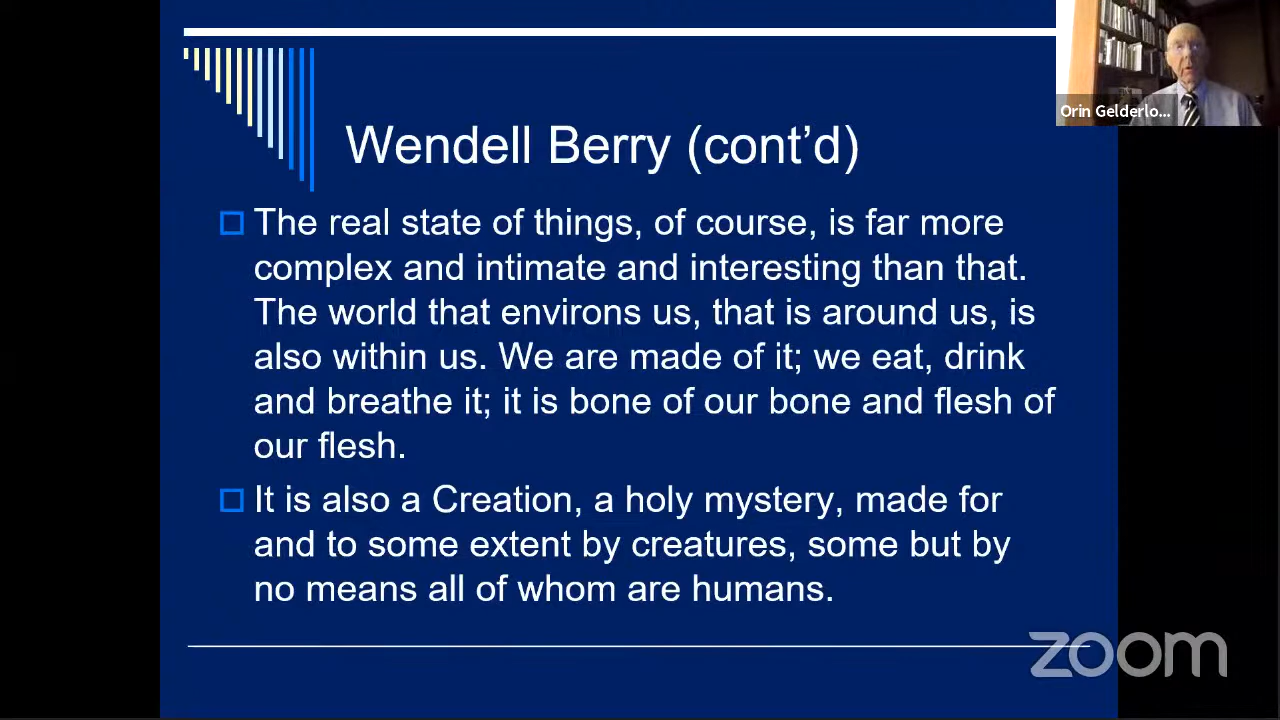 Orin Gelderlo...
Wendell Berry (cont’d)
The real state of things, of course, is far more
complex and intimate and interesting than that.
The world that environs us, that is around us, is
also within us. We are made of it; we eat, drink
and breathe it; it is bone of our bone and flesh of
our flesh.
It is also a Creation, a holy mystery, made for
and to some extent by creatures, some but by
no means all of whom are humans.
zoom